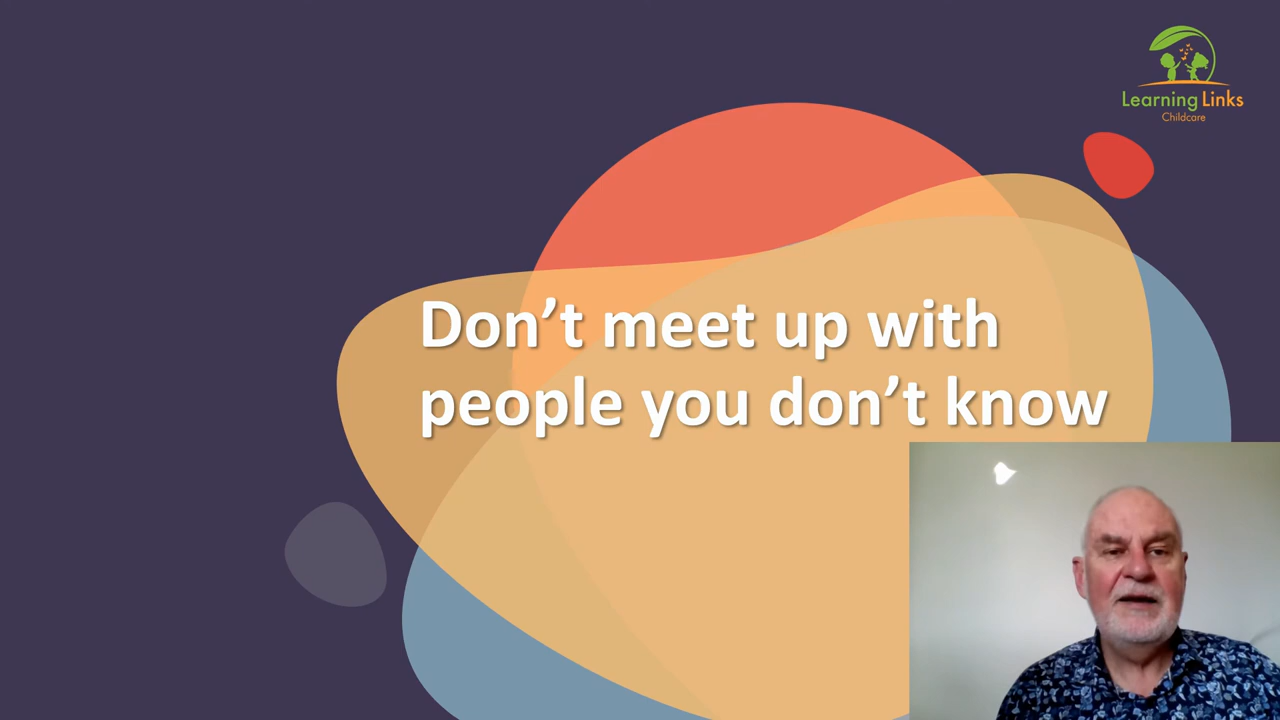 Learning Links
Childcare
Don’t meet up with
people you don’t know